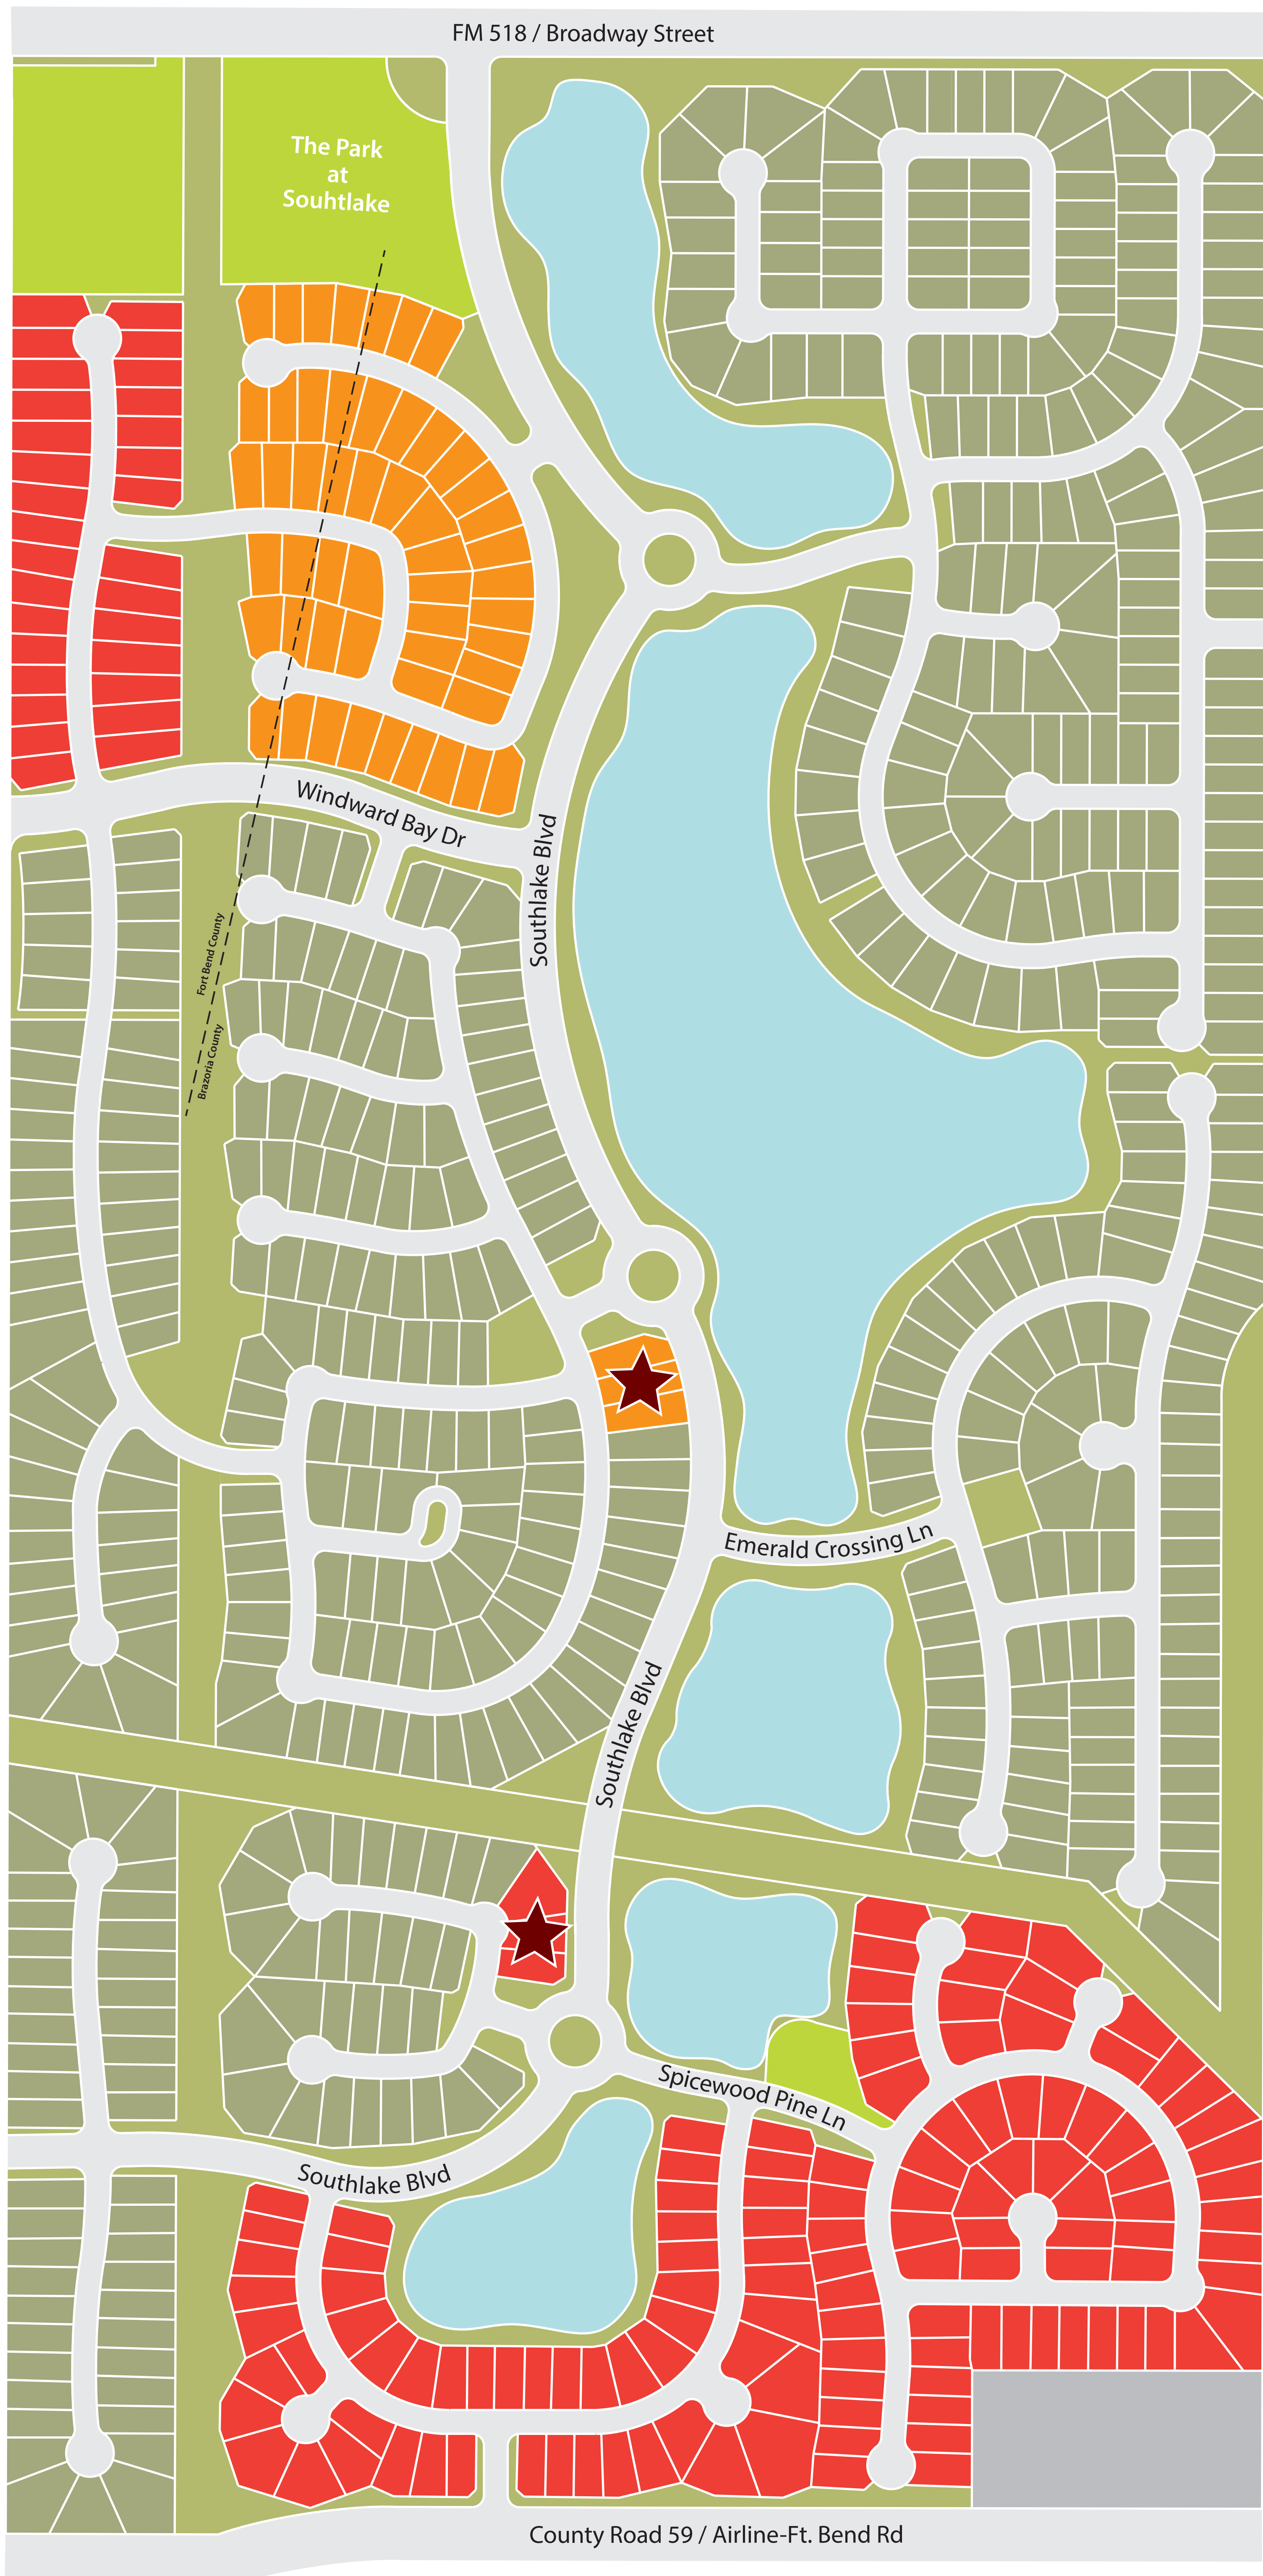 FM 518 / Broadway Street
The Park
at
Souhtlake
Windward Bay Dr
Southlake Blvd
Fort Bend County
Brazoria County
Emerald Crossing Ln
Southlake Blvd
Spicewood Pine Ln
Southlake Blvd
County Road 59 / Airline-Ft. Bend Rd